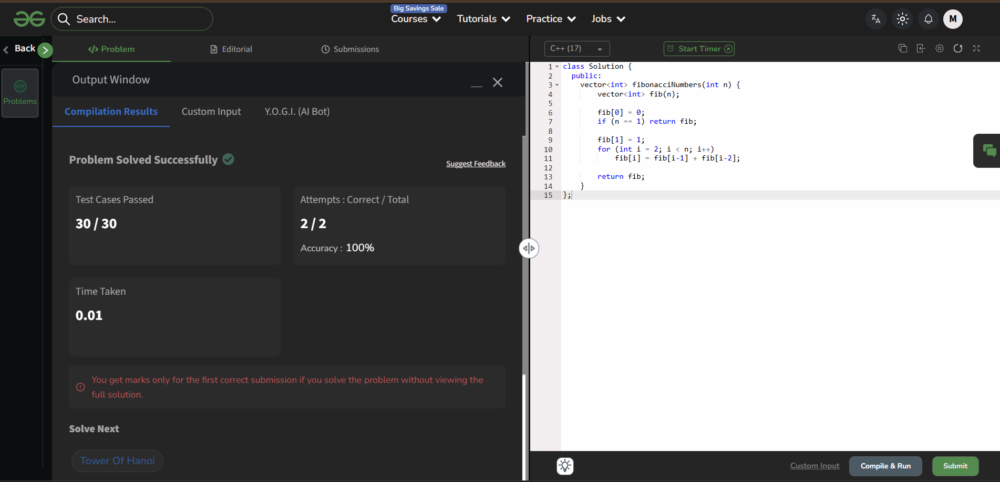 Search...
Big Savings Sale
Courses
Tutorials
Practice
Jobs
M
Back
Problems
Problem
Editorial
Submissions
Output Window
Compilation Results
Custom Input
Y.O.G.I. (AI Bot)
Problem Solved Successfully
Suggest Feedback
Test Cases Passed
30 / 30
Attempts : Correct / Total
2 / 2
Accuracy : 100%
Time Taken
0.01
You get marks only for the first correct submission if you solve the problem without viewing the
full solution.
Solve Next
Tower Of Hanoi
C++ (17)
Start Timer
1 class Solution {
2   public:
3     vector<int> fibonacciNumbers(int n) {
4         vector<int> fib(n);
5
6         fib[0] = 0;
7         if (n == 1) return fib;
8
9         fib[1] = 1;
10         for (int i = 2; i < n; i++)
11             fib[i] = fib[i-1] + fib[i-2];
12
13         return fib;
14     }
15 };
Custom Input
Compile & Run
Submit